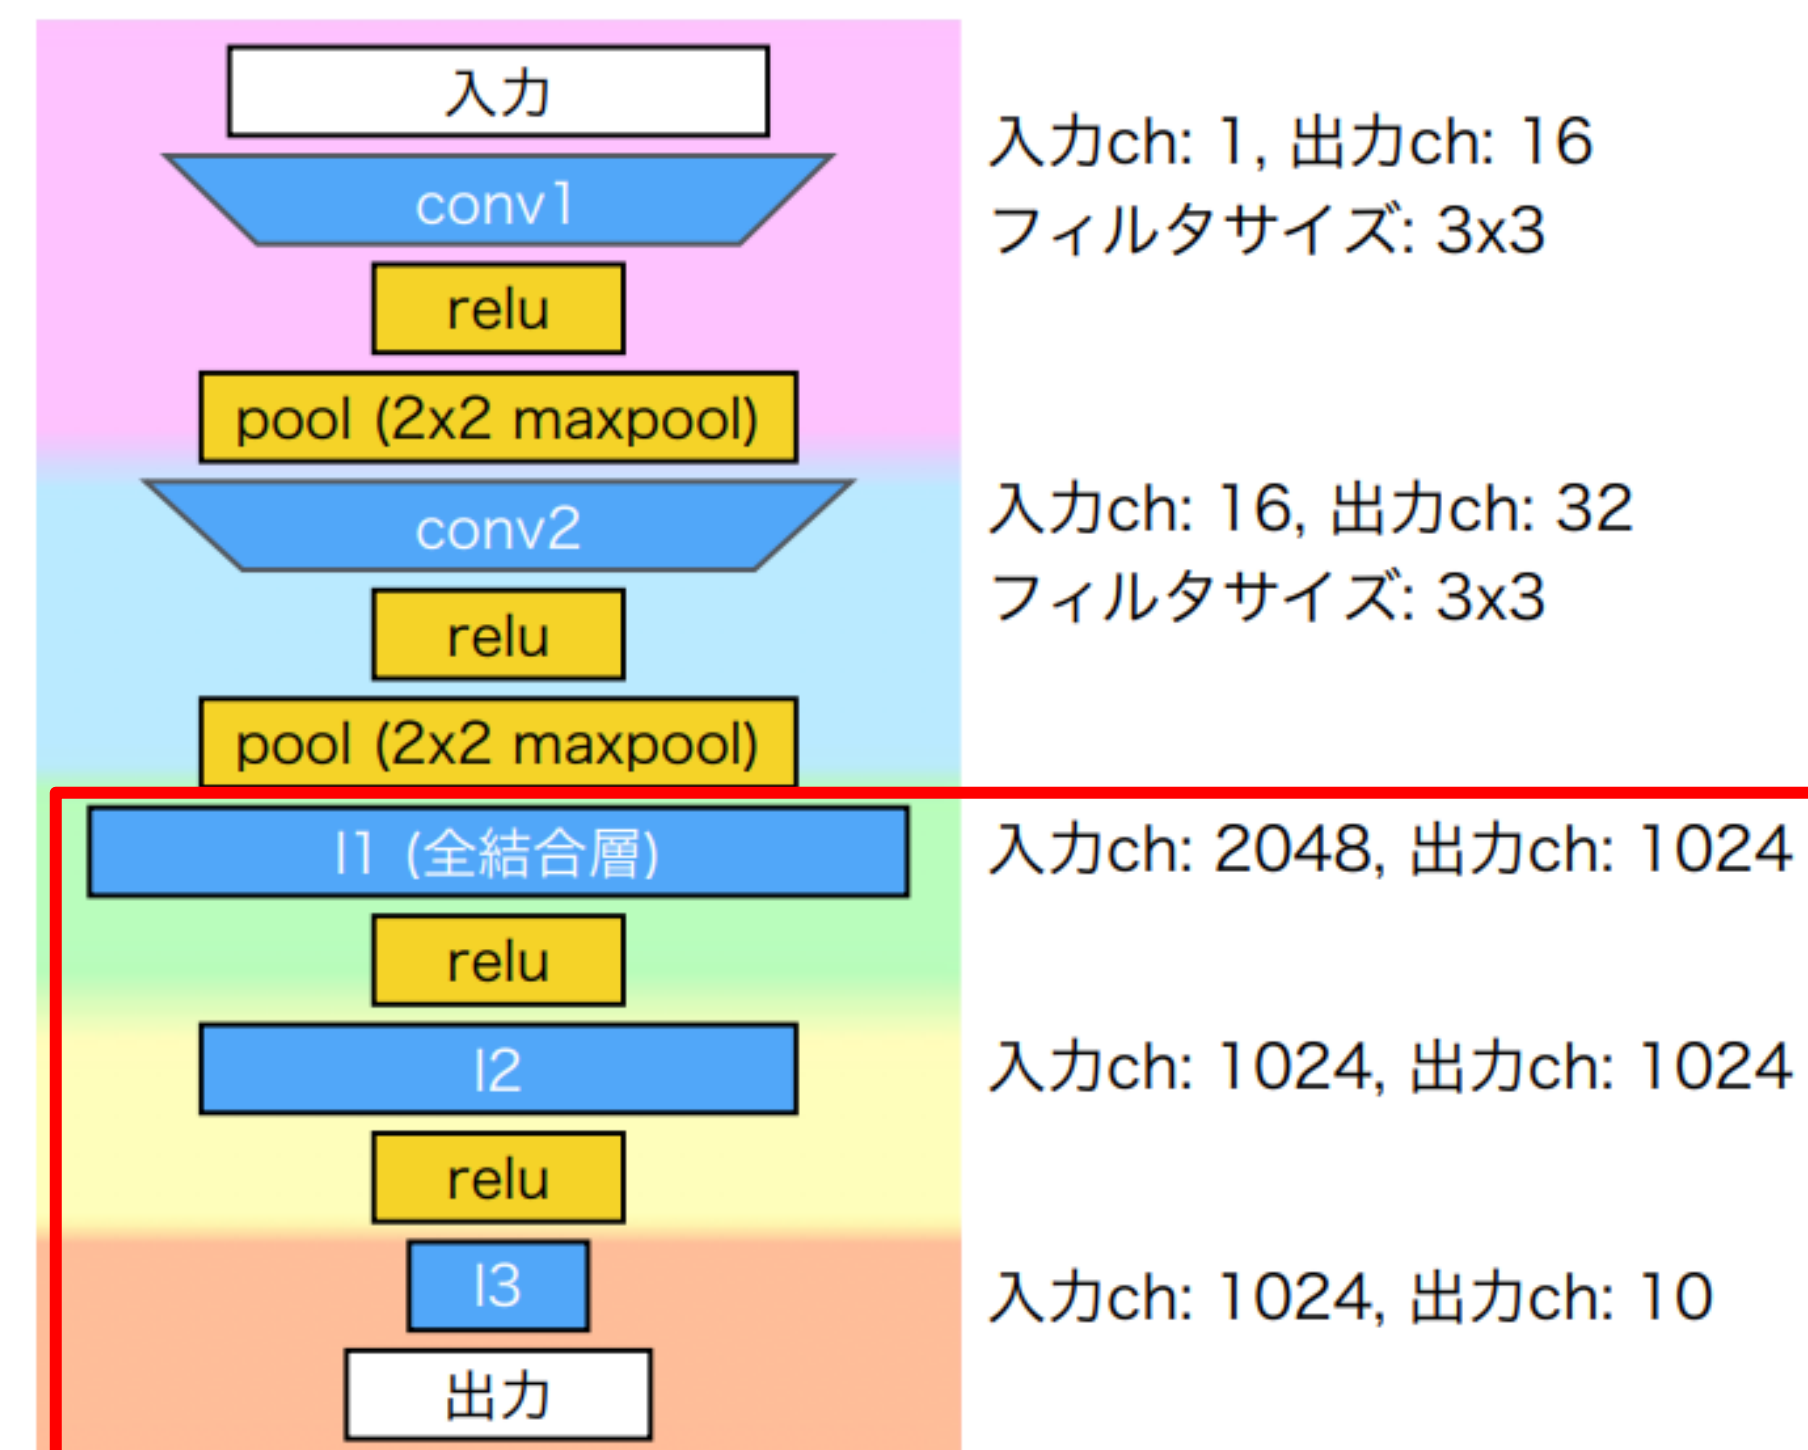 入力
conv1
入力ch: 1, 出力ch: 16
フィルタサイズ: 3x3
relu
pool (2x2 maxpool)
conv2
入力ch: 16, 出力ch: 32
フィルタサイズ: 3x3
relu
pool (2x2 maxpool)
l1 (全結合層)
入力ch: 2048, 出力ch: 1024
relu
l2
入力ch: 1024, 出力ch: 1024
relu
l3
入力ch: 1024, 出力ch: 10
出力